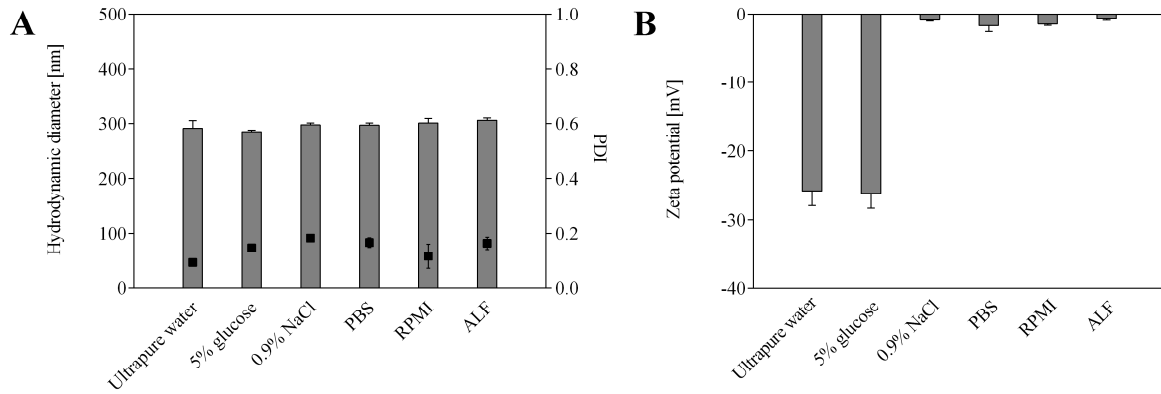 A
Hydrodynamic diameter [nm]
500
400
300
200
100
0
1.0
0.8
0.6
0.4
0.2
0.0
PDI
Ultrapure water
5% glucose
0.9% NaCl
PBS
RPMI
ALF
B
Zeta potential [mV]
0
-10
-20
-30
-40
Ultrapure water
5% glucose
0.9% NaCl
PBS
RPMI
ALF